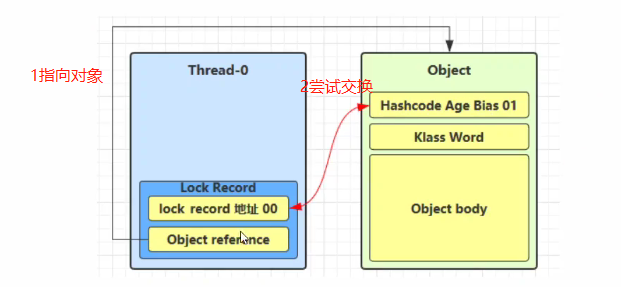 1指向对象
Thread-0
Object
2尝试交换
Hashcode Age Bias 01
Klass Word
Lock Record
lock record 地址 00
Object body
Object reference